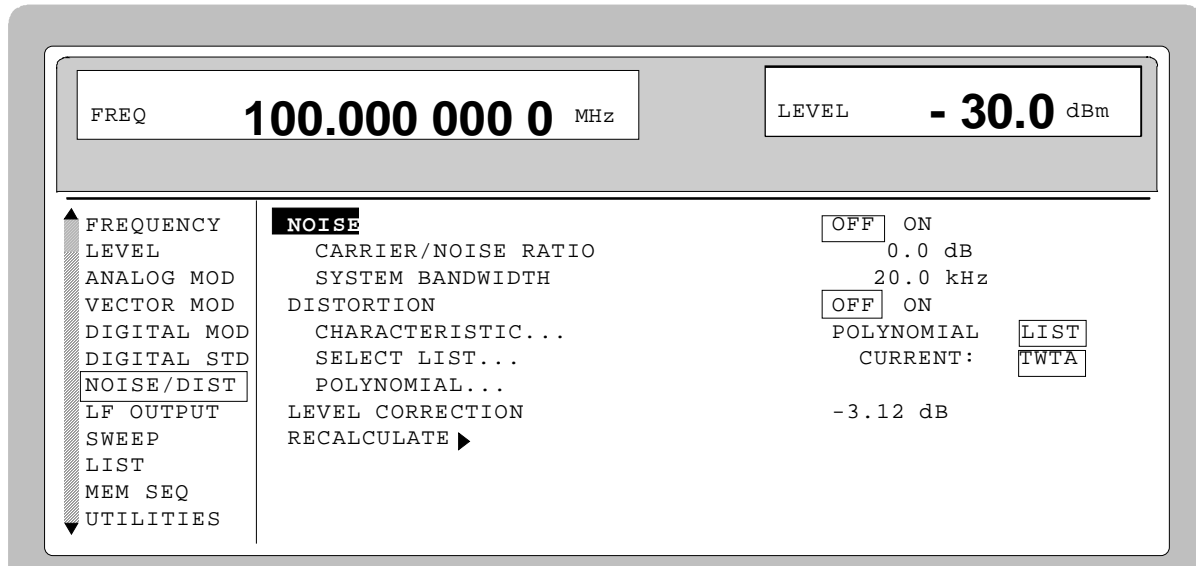 FREQ 100.000 000 0 MHz LEVEL - 30.0 dBm
FREQUENCY
LEVEL
ANALOG MOD
VECTOR MOD
DIGITAL MOD
DIGITAL STD
NOISE/DIST
LF OUTPUT
SWEEP
LIST
MEM SEQ
UTILITIES
NOISE OFF ON
CARRIER/NOISE RATIO 0.0 dB
SYSTEM BANDWIDTH 20.0 kHz
DISTORTION OFF ON
CHARACTERISTIC... POLYNOMIAL LIST
SELECT LIST... CURRENT: TWTA
POLYNOMIAL...
LEVEL CORRECTION -3.12 dB
RECALCULATE